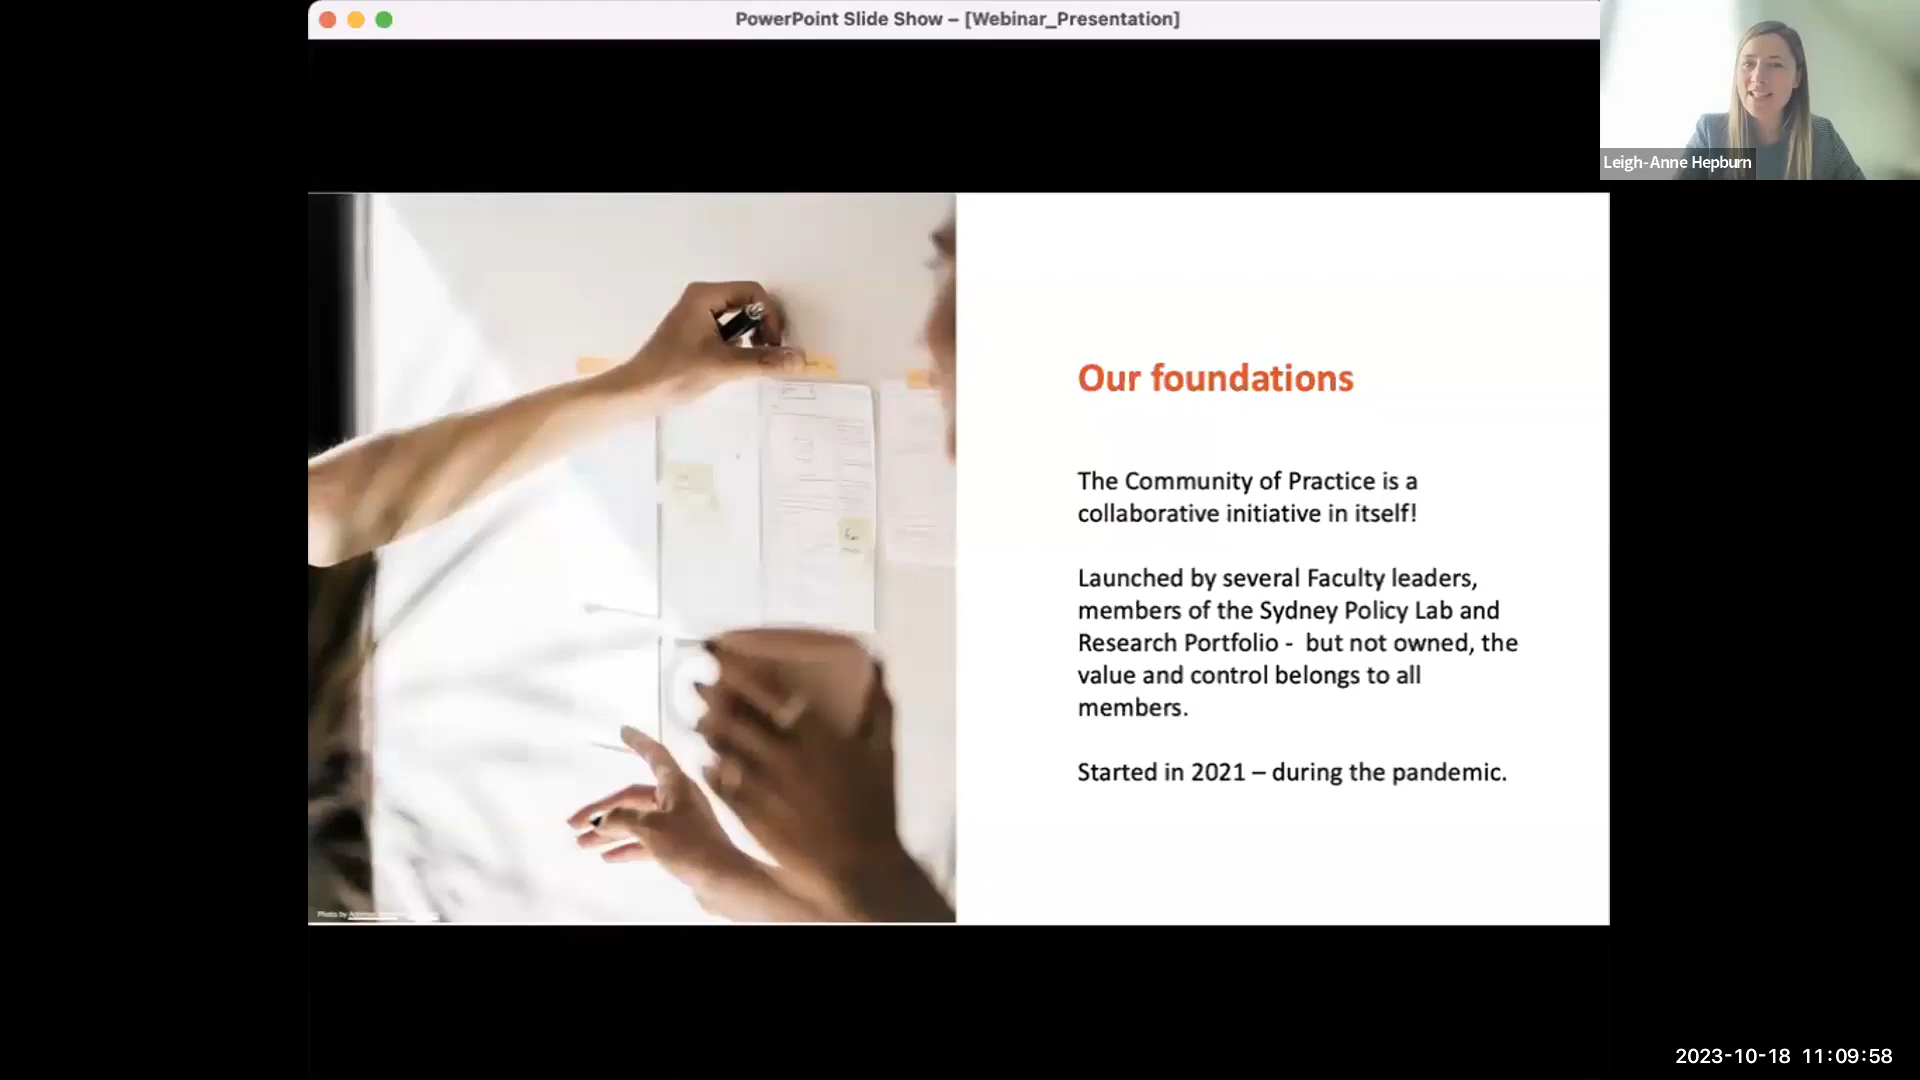 PowerPoint Slide Show – [Webinar_Presentation]
Leigh-Anne Hepburn
Our foundations
The Community of Practice is a
collaborative initiative in itself!
Launched by several Faculty leaders,
members of the Sydney Policy Lab and
Research Portfolio -  but not owned, the
value and control belongs to all
members.
Started in 2021 – during the pandemic.
Photo by
2023-10-18 11:09:58